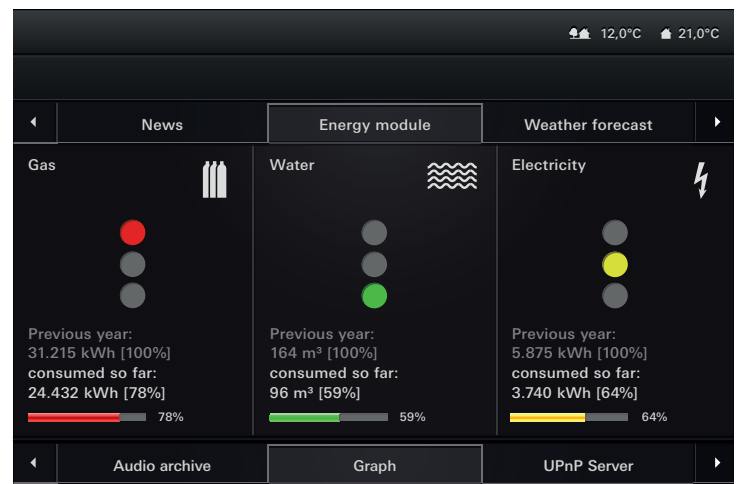 12,0°C 21,0°C
News Energy module Weather forecast
Gas
Previous year:
31.215 kWh [100%]
consumed so far:
24.432 kWh [78%]
78%
Water
Previous year:
164 m³ [100%]
consumed so far:
96 m³ [59%]
59%
Electricity
Previous year:
5.875 kWh [100%]
consumed so far:
3.740 kWh [64%]
64%
Audio archive Graph UPnP Server